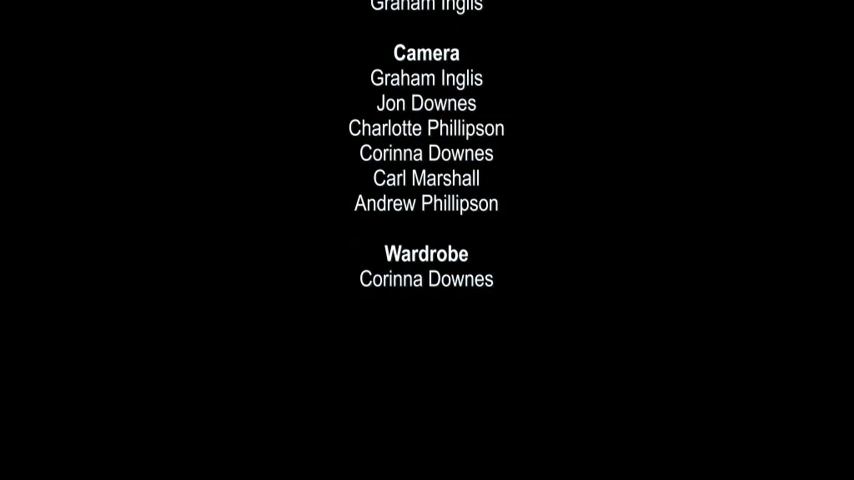 Graham Inglis
Camera
Graham Inglis
Jon Downes
Charlotte Phillipson
Corinna Downes
Carl Marshall
Andrew Phillipson
Wardrobe
Corinna Downes